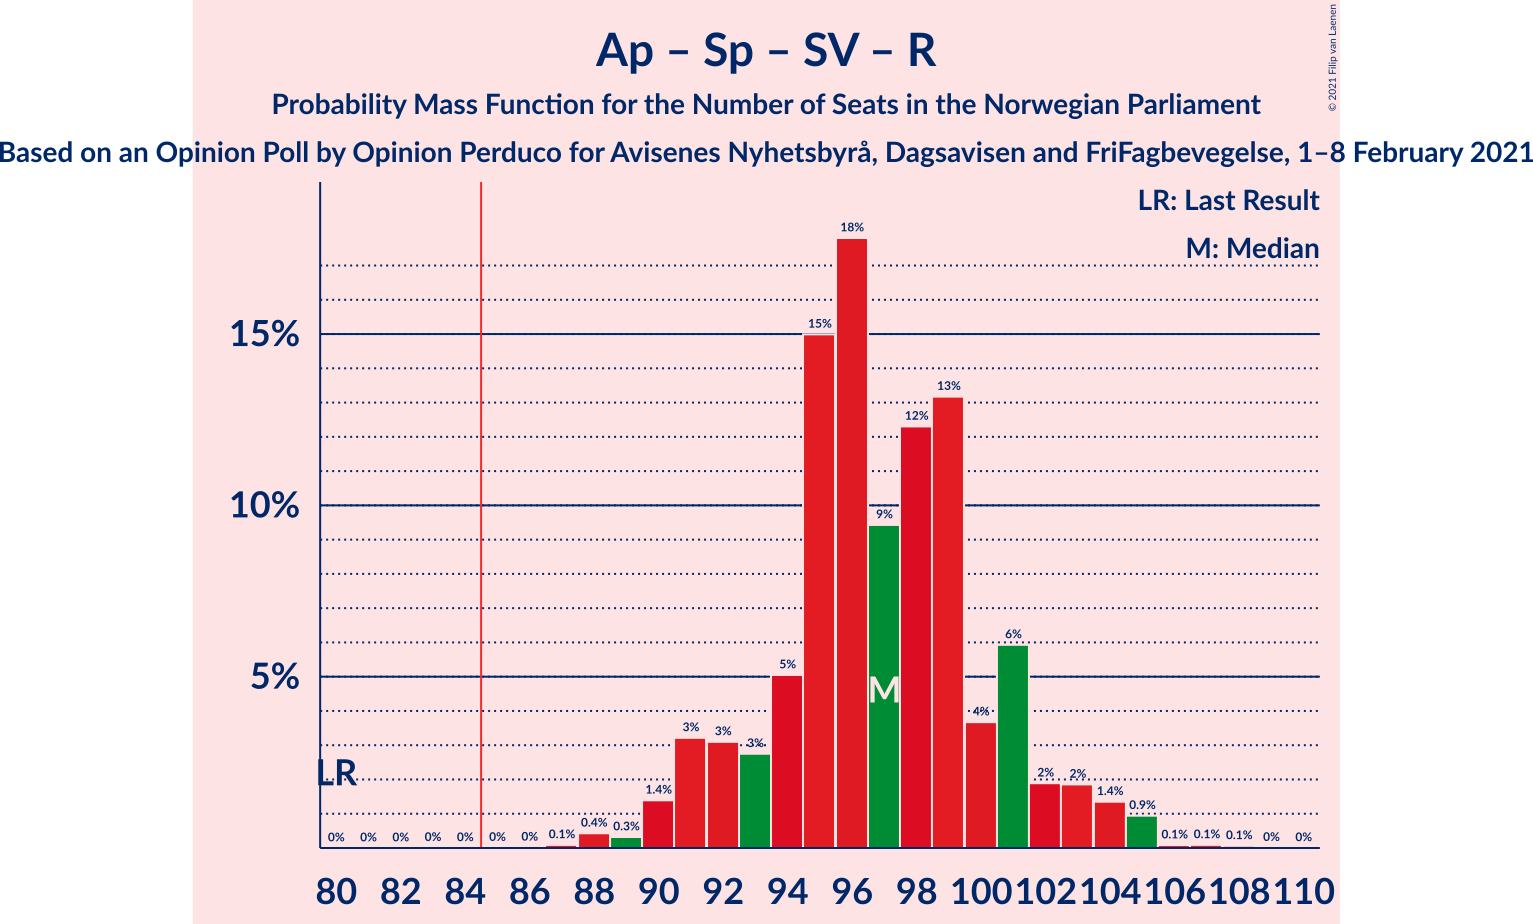 Ap – Sp – SV – R
Probability Mass Function for the Number of Seats in the Norwegian Parliament
Based on an Opinion Poll by Opinion Perduco for Avisenes Nyhetsbyrå, Dagsavisen and FriFagbevegelse, 1–8 February 2021
© 2021 Filip van Laenen
LR: Last Result
M: Median
18%
15% 15%
13%
12%
10%
9%
6%
5% 5%
M
4%
3% 3% 3%
LR
2% 2%
1.4% 1.4%
0.9%
0% 0% 0% 0% 0% 0% 0% 0.1% 0.4% 0.3% 0.1% 0.1% 0.1% 0% 0%
80 82 84 86 88 90 92 94 96 98 100 102 104 106 108 110